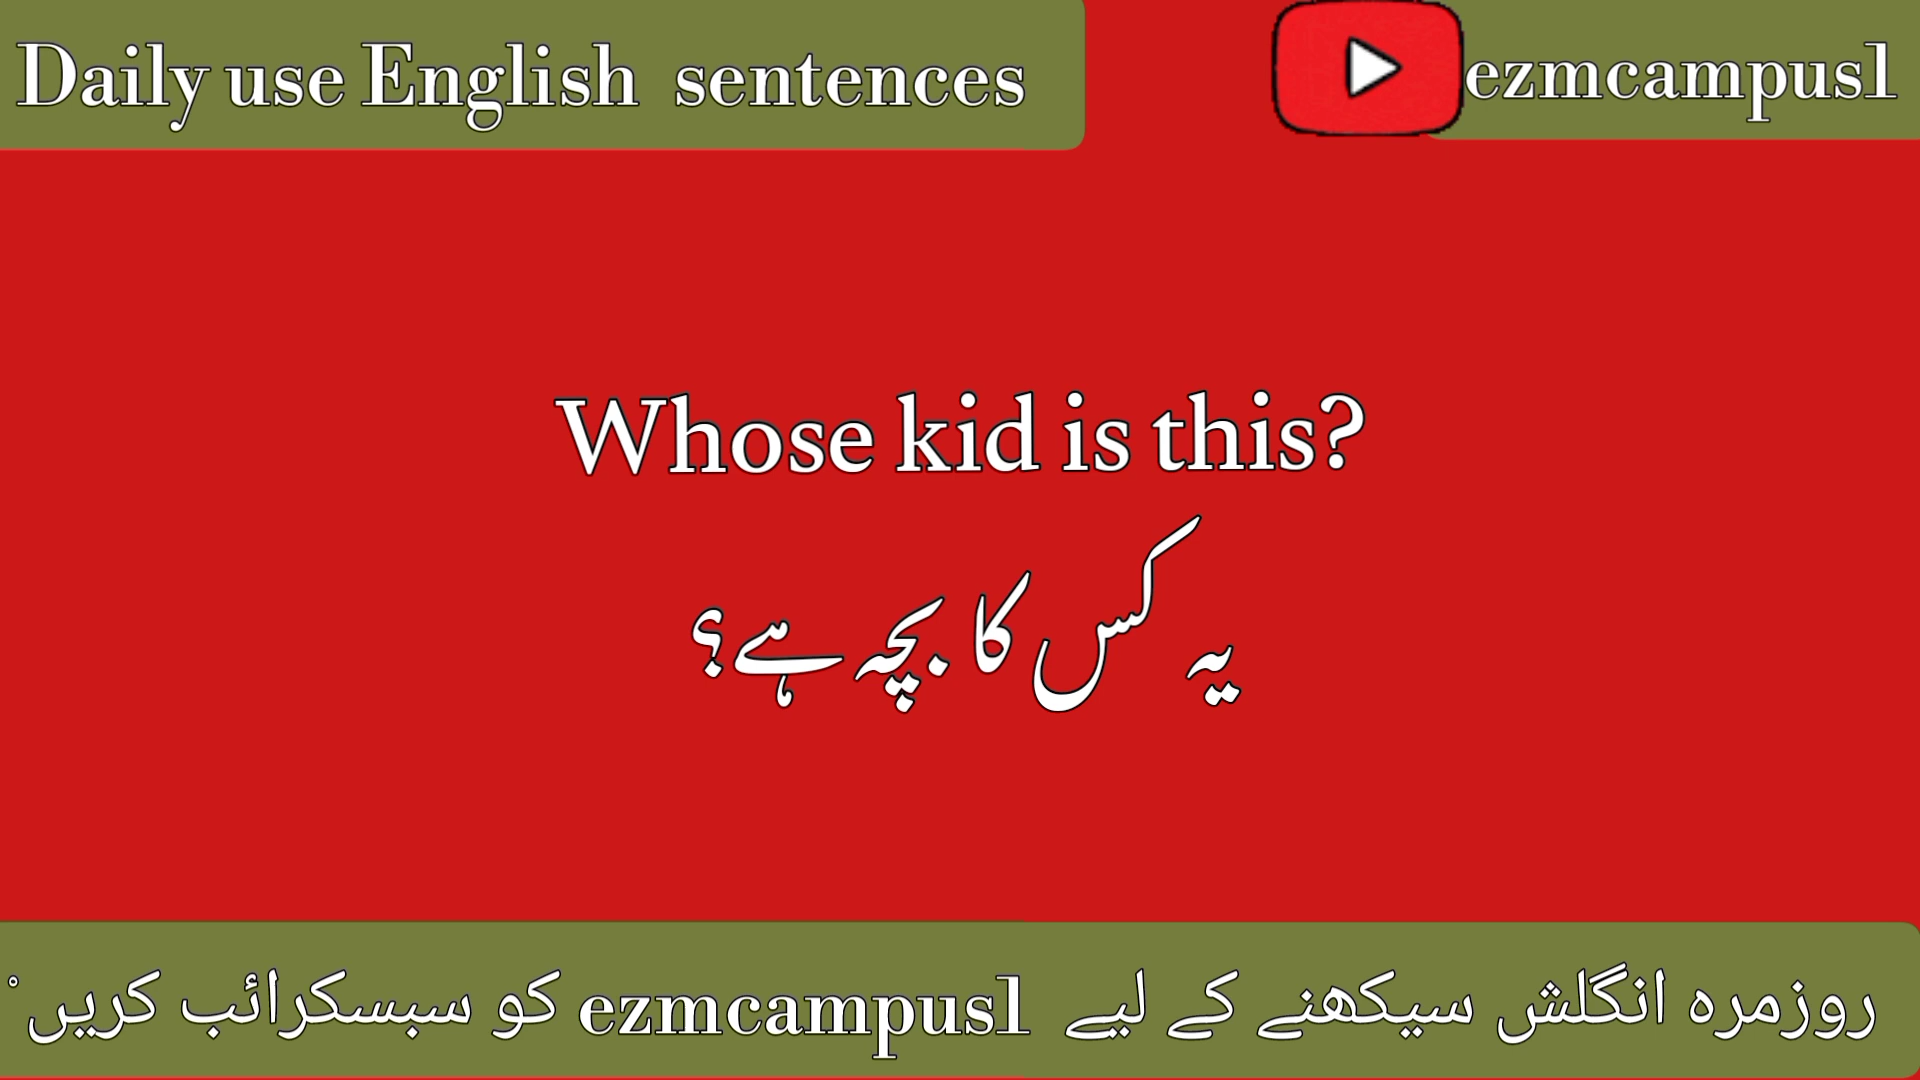 Daily use English sentences
ezmcampus1
Whose kid is this?
یہ کس کا بچہ ہے؟
روزمرہ انگلش سیکھنے کے لیے ezmcampus1 کو سبسکرائب کریں ْ